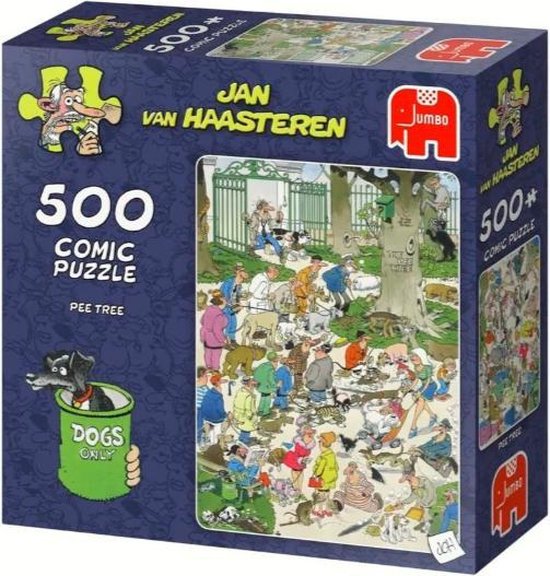 500*
COMIC PUZZLE
JAN
VAN HAASTEREN
JUMBO
500
COMIC
PUZZLE
PEE TREE
DOGS
ONLY
JVH
JAN
VAN HAASTEREN
500*
COMIC PUZZLE
PEE TREE
JUMBO